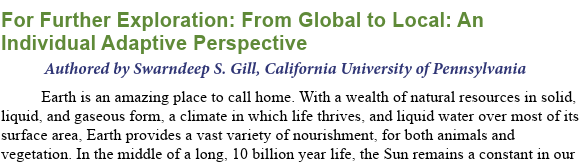 For Further Exploration: From Global to Local: An
Individual Adaptive Perspective
Authored by Swarndeep S. Gill, California University of Pennsylvania
Earth is an amazing place to call home. With a wealth of natural resources in solid,
liquid, and gaseous form, a climate in which life thrives, and liquid water over most of its
surface area, Earth provides a vast variety of nourishment, for both animals and
vegetation. In the middle of a long, 10 billion year life, the Sun remains a constant in our